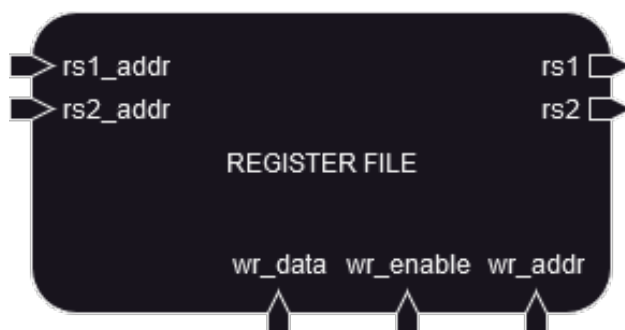 rs1_addr rs1
rs2_addr rs2
REGISTER FILE
wr_data wr_enable wr_addr